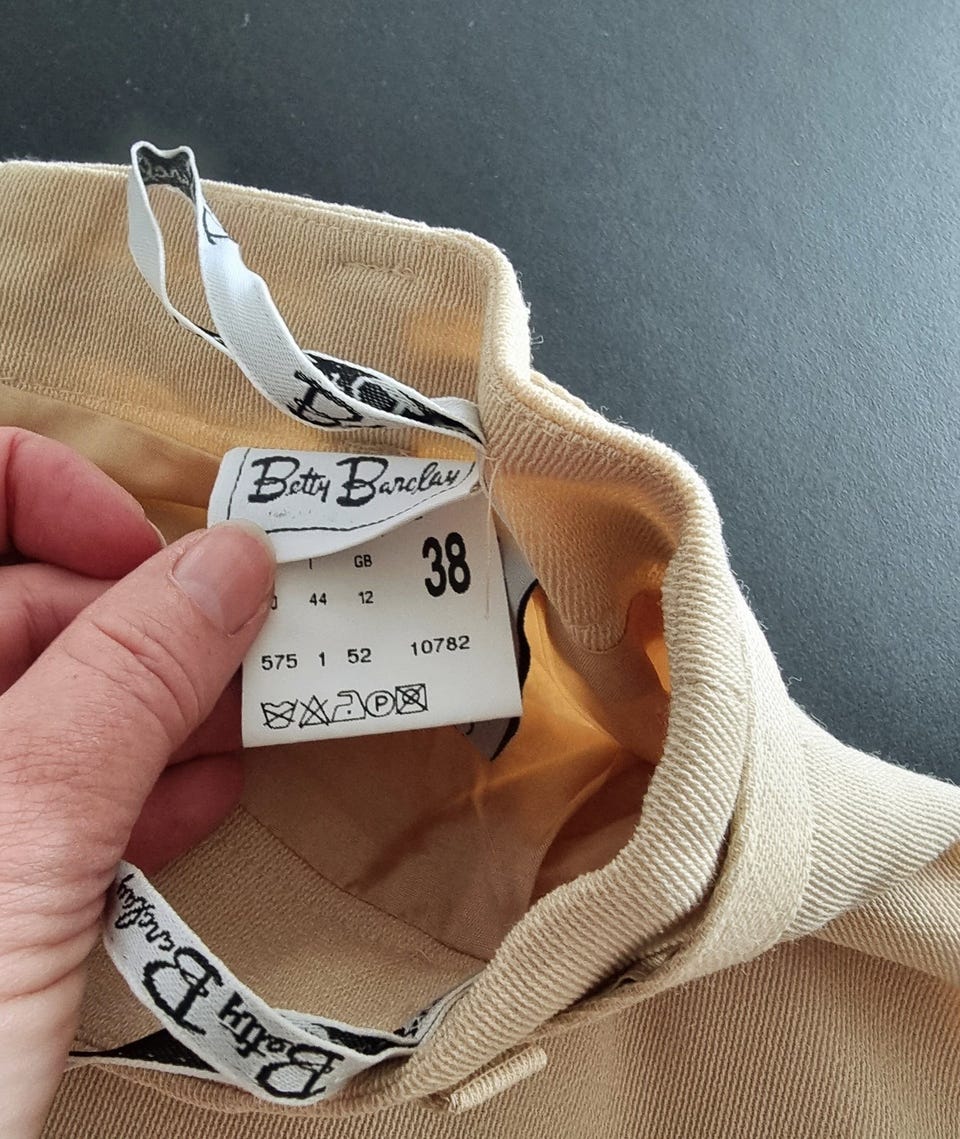 Betty Barclay
I GB 38
44 12
575 1 52 10782
P
Betty Barclay
B